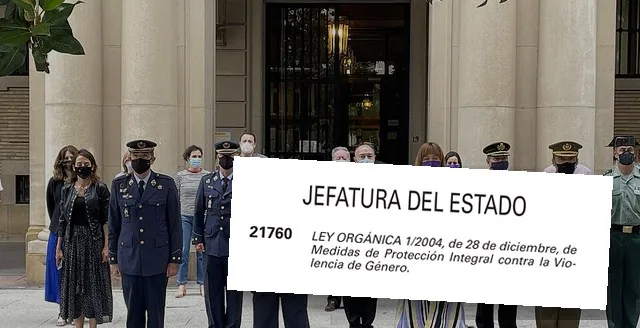 JEFATURA DEL ESTADO
21760 LEY ORGÁNICA 1/2004, de 28 de diciembre, de
Medidas de Protección Integral contra la Vio-
lencia de Género.